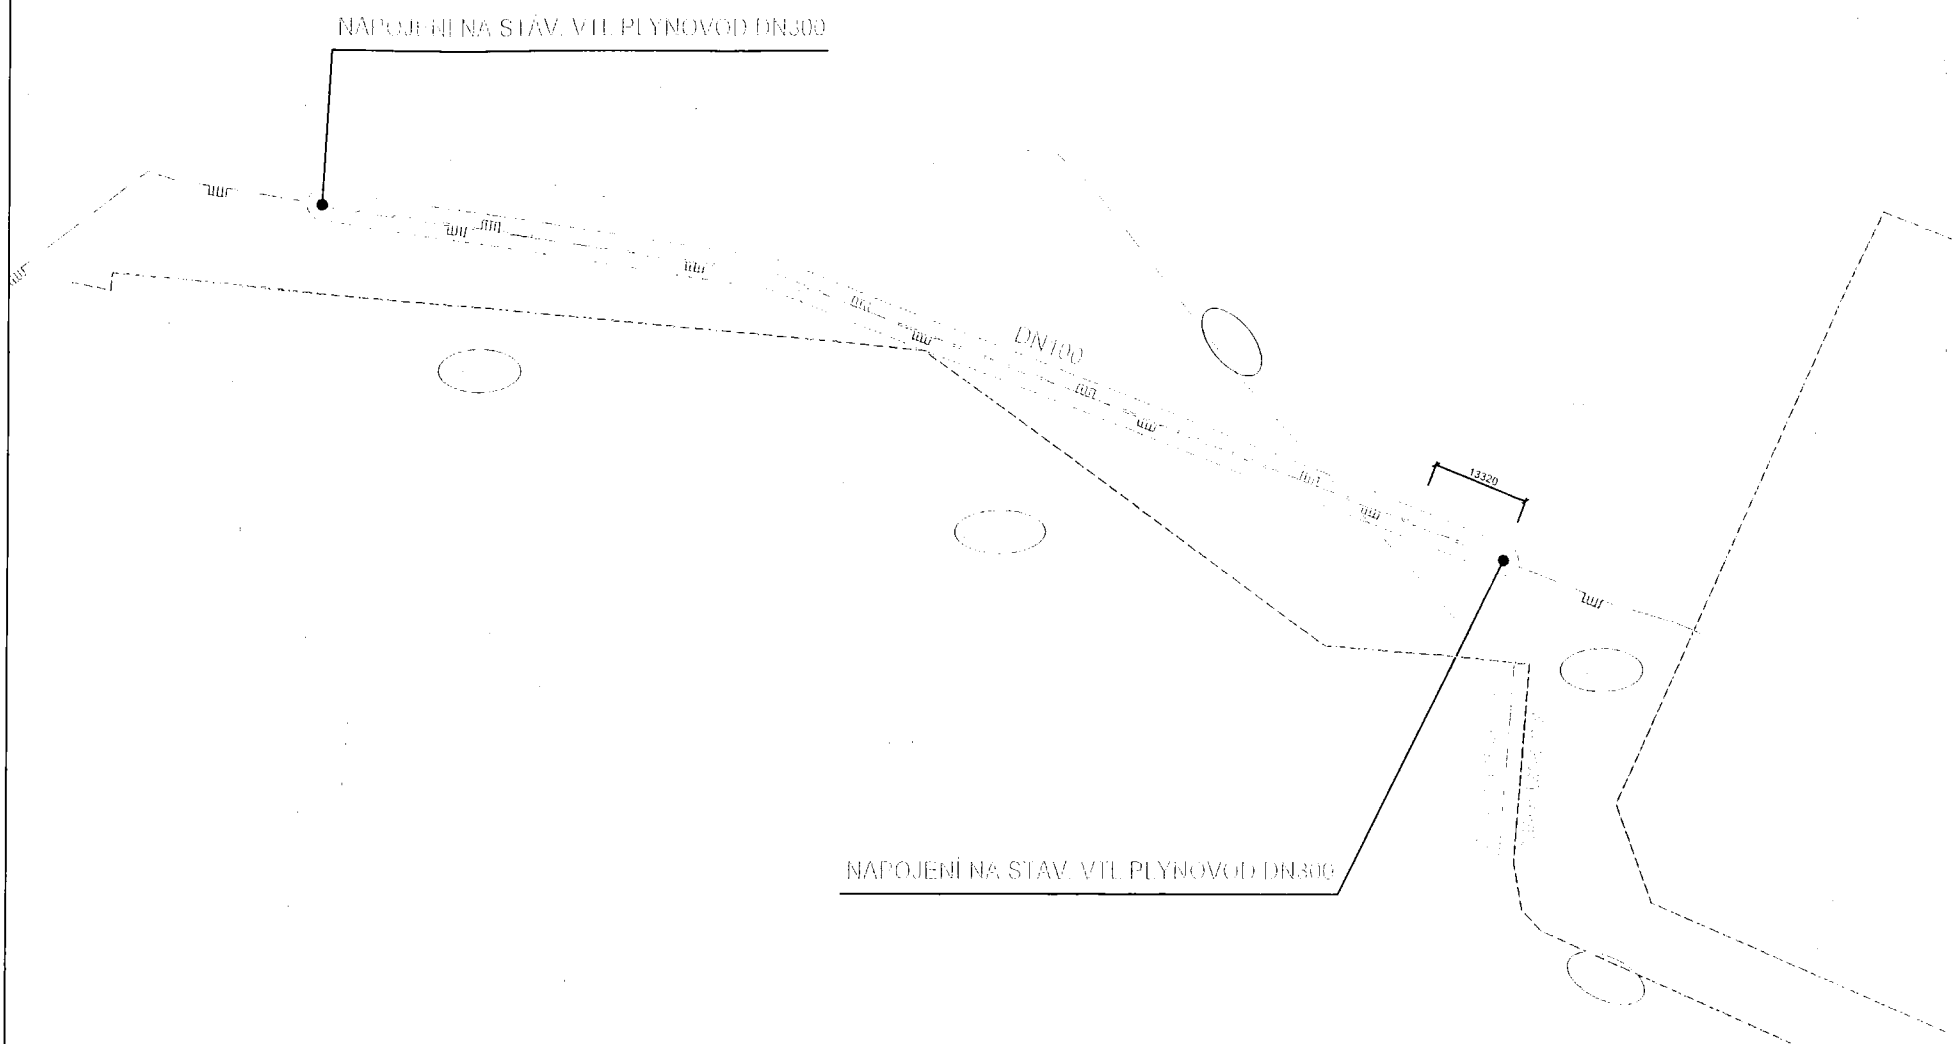 NAPOJENÍ NA STÁV. VTL. PLYNOVOD DN300
DN100
13320
NAPOJENÍ NA STÁV. VTL. PLYNOVOD DN300